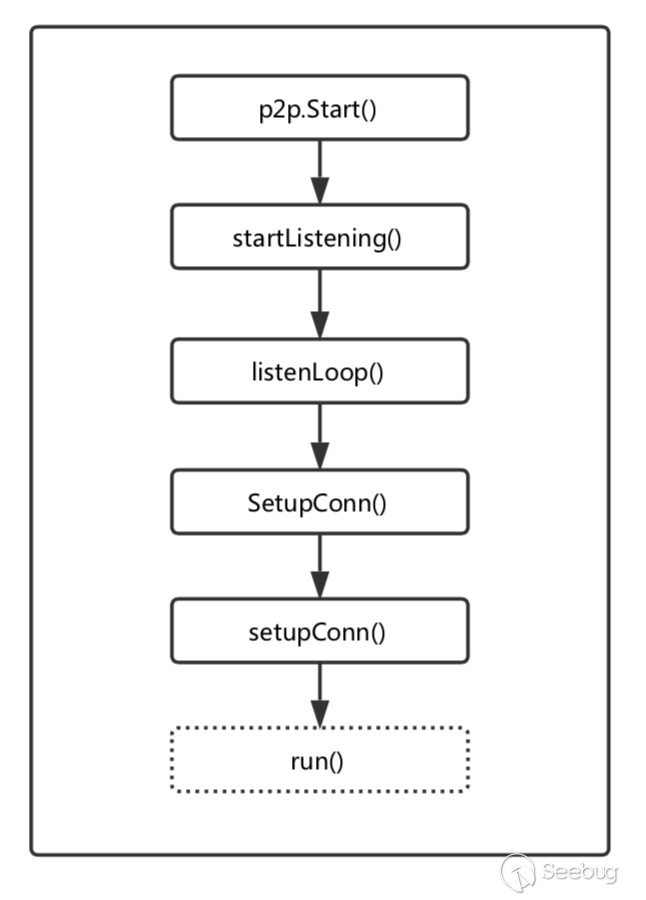 p2p.Start()
startListening()
listenLoop()
SetupConn()
setupConn()
run()
Seebug